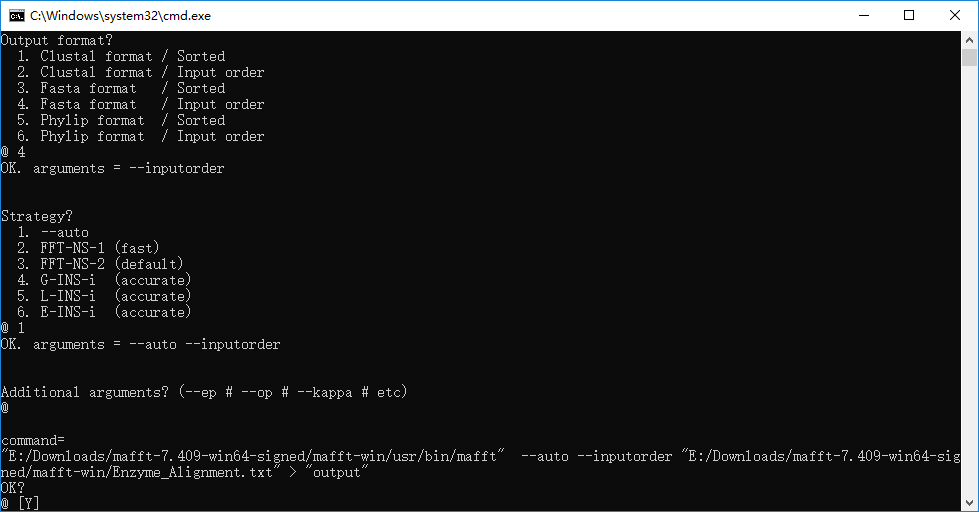 C:\Windows\system32\cmd.exe
Output format?
  1. Clustal format / Sorted
  2. Clustal format / Input order
  3. Fasta format   / Sorted
  4. Fasta format   / Input order
  5. Phylip format  / Sorted
  6. Phylip format  / Input order
@ 4
OK. arguments = --inputorder
Strategy?
  1. --auto
  2. FFT-NS-1 (fast)
  3. FFT-NS-2 (default)
  4. G-INS-i  (accurate)
  5. L-INS-i  (accurate)
  6. E-INS-i  (accurate)
@ 1
OK. arguments = --auto --inputorder
Additional arguments? (--ep # --op # --kappa # etc)
@
command=
"E:/Downloads/mafft-7.409-win64-signed/mafft-win/usr/bin/mafft"  --auto --inputorder "E:/Downloads/mafft-7.409-win64-sig
ned/mafft-win/Enzyme_Alignment.txt" > "output"
OK?
@ [Y]